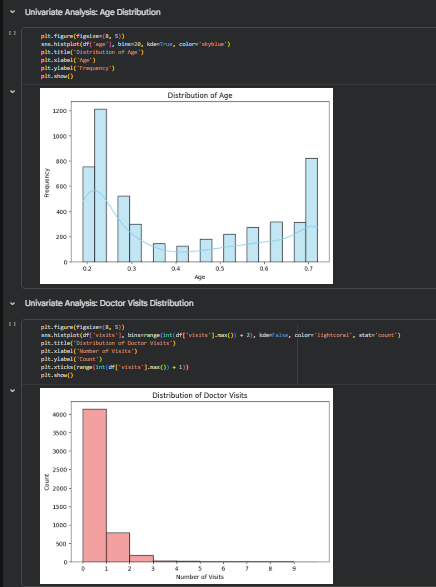 Univariate Analysis: Age Distribution
[ ]
plt.figure(figsize=(8, 5))
sns.histplot(df['age'], bins=20, kde=True, color='skyblue')
plt.title('Distribution of Age')
plt.xlabel('Age')
plt.ylabel('Frequency')
plt.show()
Distribution of Age
1200
1000
800
600
400
200
0
Frequency
0.2 0.3 0.4 0.5 0.6 0.7
Age
Univariate Analysis: Doctor Visits Distribution
[ ]
plt.figure(figsize=(8, 5))
sns.histplot(df['visits'], bins=range(int(df['visits'].max()) + 2), kde=False, color='lightcoral', stat='count')
plt.title('Distribution of Doctor Visits')
plt.xlabel('Number of Visits')
plt.ylabel('Count')
plt.xticks(range(int(df['visits'].max()) + 1))
plt.show()
Distribution of Doctor Visits
4000
3500
3000
2500
2000
1500
1000
500
0
Count
0 1 2 3 4 5 6 7 8 9
Number of Visits